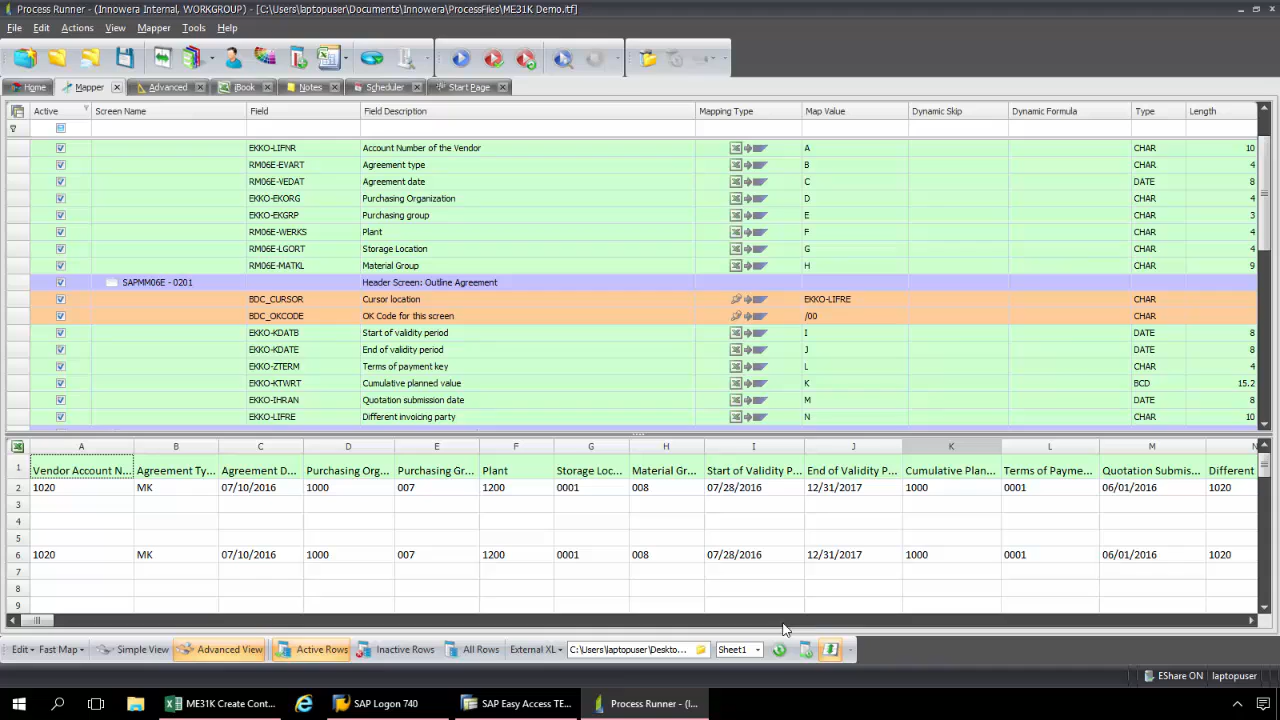 Process Runner - (Innowera Internal, WORKGROUP) - [C:\Users\laptopuser\Documents\Innowera\ProcessFiles\ME31K Demo.itf]
File Edit Actions View Mapper Tools Help
Home Mapper Advanced iBook Notes Scheduler Start Page
Active Screen Name Field Field Description Mapping Type Map Value Dynamic Skip Dynamic Formula Type Length
EKKO-LIFNR Account Number of the Vendor A CHAR 10
RM06E-EVART Agreement type B CHAR 4
RM06E-VEDAT Agreement date C DATE 8
EKKO-EKORG Purchasing Organization D CHAR 4
EKKO-EKGRP Purchasing group E CHAR 3
RM06E-WERKS Plant F CHAR 4
RM06E-LGORT Storage Location G CHAR 4
RM06E-MATKL Material Group H CHAR 9
SAPMM06E - 0201 Header Screen: Outline Agreement
BDC_CURSOR Cursor location EKKO-LIFRE CHAR
BDC_OKCODE OK Code for this screen /00 CHAR
EKKO-KDATB Start of validity period I DATE 8
EKKO-KDATE End of validity period J DATE 8
EKKO-ZTERM Terms of payment key L CHAR 4
EKKO-KTWRT Cumulative planned value K BCD 15.2
EKKO-IHRAN Quotation submission date M DATE 8
EKKO-LIFRE Different invoicing party N CHAR 10
A B C D E F G H I J K L M N
1 Vendor Account N... Agreement Ty... Agreement D... Purchasing Org... Purchasing Gr... Plant Storage Loc... Material Gr... Start of Validity P... End of Validity P... Cumulative Plan... Terms of Payme... Quotation Submis... Different
2 1020 MK 07/10/2016 1000 007 1200 0001 008 07/28/2016 12/31/2017 1000 0001 06/01/2016 1020
3
4
5
6 1020 MK 07/10/2016 1000 007 1200 0001 008 07/28/2016 12/31/2017 1000 0001 06/01/2016 1020
7
8
9
Edit Fast Map Simple View Advanced View Active Rows Inactive Rows All Rows External XL C:\Users\laptopuser\Deskto... Sheet1
EShare ON laptopuser
ME31K Create Cont... SAP Logon 740 SAP Easy Access TE... Process Runner - (I...